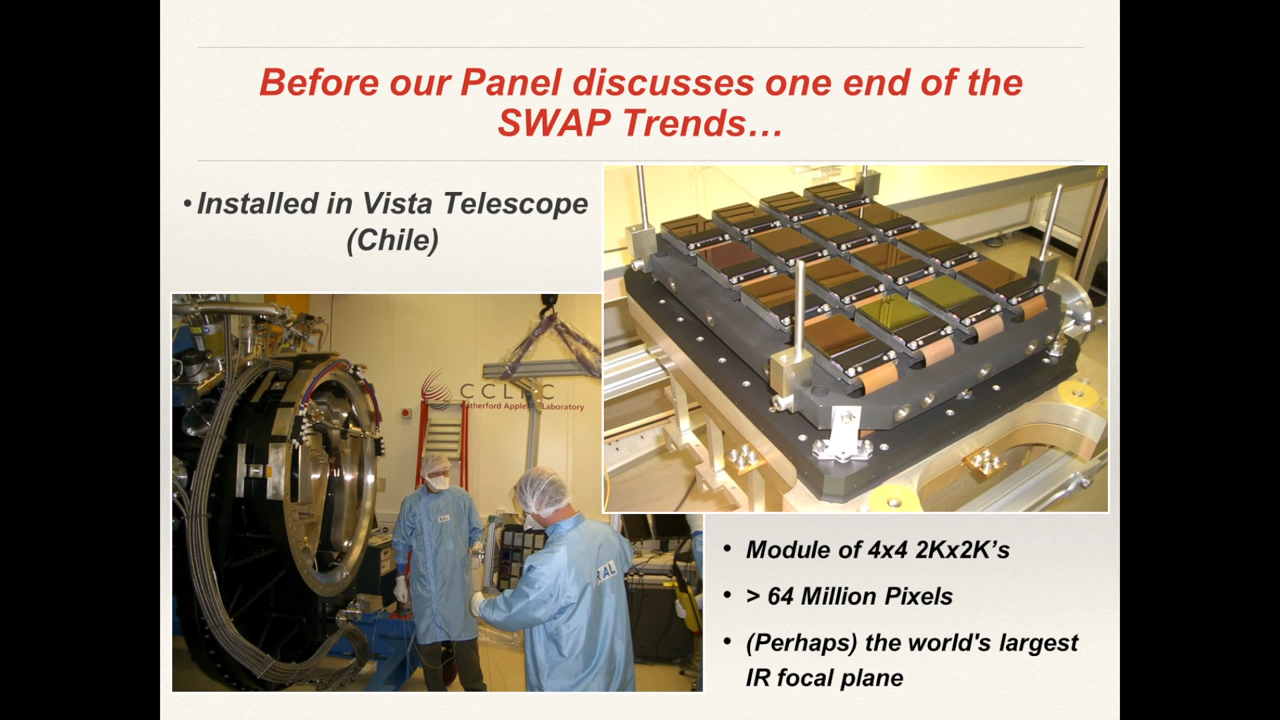 Before our Panel discusses one end of the
SWAP Trends…
• Installed in Vista Telescope
(Chile)
CCLRC
Rutherford Appleton Laboratory
RAL
RAL
• Module of 4x4 2Kx2K’s
• > 64 Million Pixels
• (Perhaps) the world's largest
IR focal plane